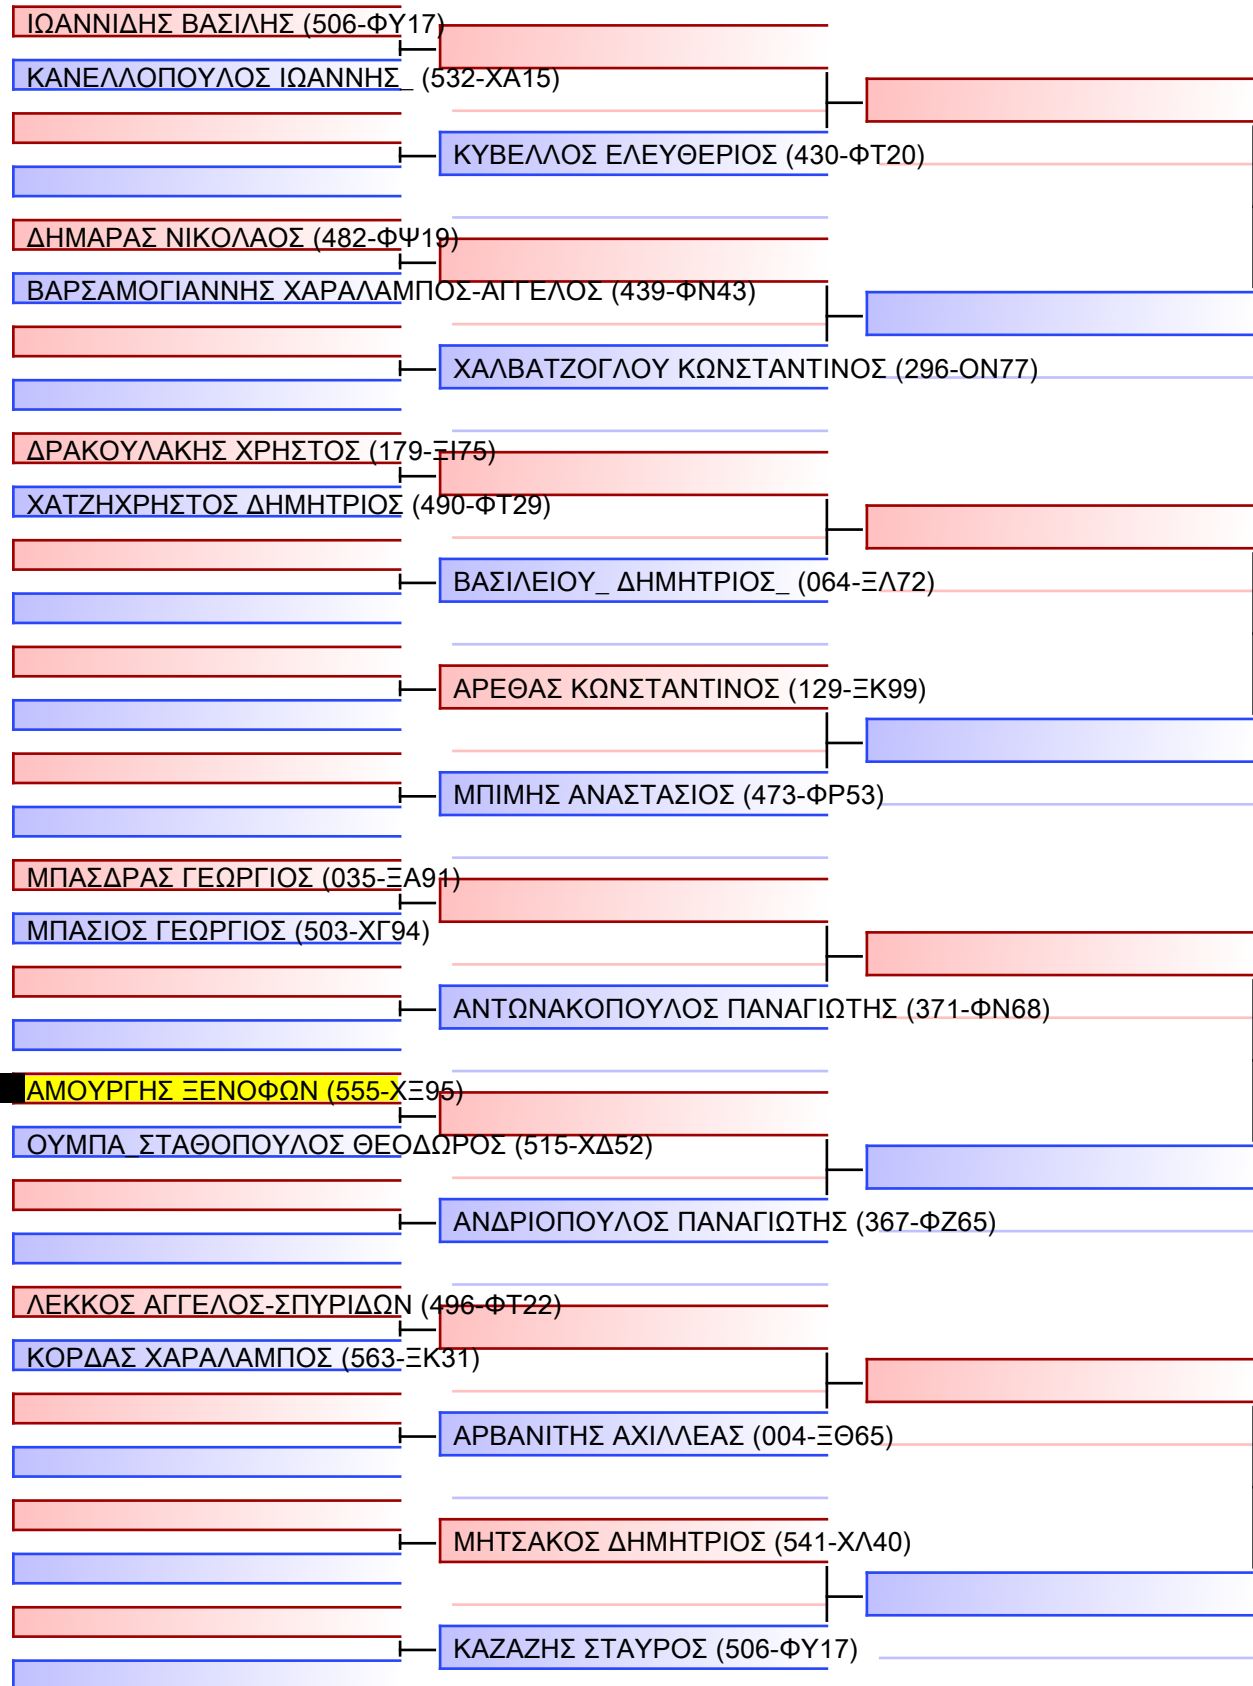 ΙΩΑΝΝΙΔΗΣ ΒΑΣΙΛΗΣ (506-ΦΥ17)
ΚΑΝΕΛΛΟΠΟΥΛΟΣ ΙΩΑΝΝΗΣ_ (532-ΧΑ15)
ΚΥΒΕΛΛΟΣ ΕΛΕΥΘΕΡΙΟΣ (430-ΦΤ20)
ΔΗΜΑΡΑΣ ΝΙΚΟΛΑΟΣ (482-ΦΨ19)
ΒΑΡΣΑΜΟΓΙΑΝΝΗΣ ΧΑΡΑΛΑΜΠΟΣ-ΑΓΓΕΛΟΣ (439-ΦΝ43)
ΧΑΛΒΑΤΖΟΓΛΟΥ ΚΩΝΣΤΑΝΤΙΝΟΣ (296-ΟΝ77)
ΔΡΑΚΟΥΛΑΚΗΣ ΧΡΗΣΤΟΣ (179-ΞΙ75)
ΧΑΤΖΗΧΡΗΣΤΟΣ ΔΗΜΗΤΡΙΟΣ (490-ΦΤ29)
ΒΑΣΙΛΕΙΟΥ_ ΔΗΜΗΤΡΙΟΣ_ (064-ΞΛ72)
ΑΡΕΘΑΣ ΚΩΝΣΤΑΝΤΙΝΟΣ (129-ΞΚ99)
ΜΠΙΜΗΣ ΑΝΑΣΤΑΣΙΟΣ (473-ΦΡ53)
ΜΠΑΣΔΡΑΣ ΓΕΩΡΓΙΟΣ (035-ΞΑ91)
ΜΠΑΣΙΟΣ ΓΕΩΡΓΙΟΣ (503-ΧΓ94)
ΑΝΤΩΝΑΚΟΠΟΥΛΟΣ ΠΑΝΑΓΙΩΤΗΣ (371-ΦΝ68)
ΑΜΟΥΡΓΗΣ ΞΕΝΟΦΩΝ (555-ΧΞ95)
ΟΥΜΠΑ_ΣΤΑΘΟΠΟΥΛΟΣ ΘΕΟΔΩΡΟΣ (515-ΧΔ52)
ΑΝΔΡΙΟΠΟΥΛΟΣ ΠΑΝΑΓΙΩΤΗΣ (367-ΦΖ65)
ΛΕΚΚΟΣ ΑΓΓΕΛΟΣ-ΣΠΥΡΙΔΩΝ (496-ΦΤ22)
ΚΟΡΔΑΣ ΧΑΡΑΛΑΜΠΟΣ (563-ΞΚ31)
ΑΡΒΑΝΙΤΗΣ ΑΧΙΛΛΕΑΣ (004-ΞΘ65)
ΜΗΤΣΑΚΟΣ ΔΗΜΗΤΡΙΟΣ (541-ΧΛ40)
ΚΑΖΑΖΗΣ ΣΤΑΥΡΟΣ (506-ΦΥ17)